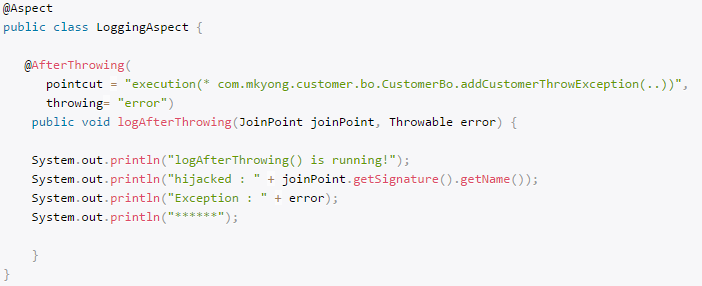 @Aspect
public class LoggingAspect {
@AfterThrowing(
pointcut = "execution(* com.mkyong.customer.bo.CustomerBo.addCustomerThrowException(..))",
throwing= "error")
public void logAfterThrowing(JoinPoint joinPoint, Throwable error) {
System.out.println("logAfterThrowing() is running!");
System.out.println("hijacked : " + joinPoint.getSignature().getName());
System.out.println("Exception : " + error);
System.out.println("******");
}
}